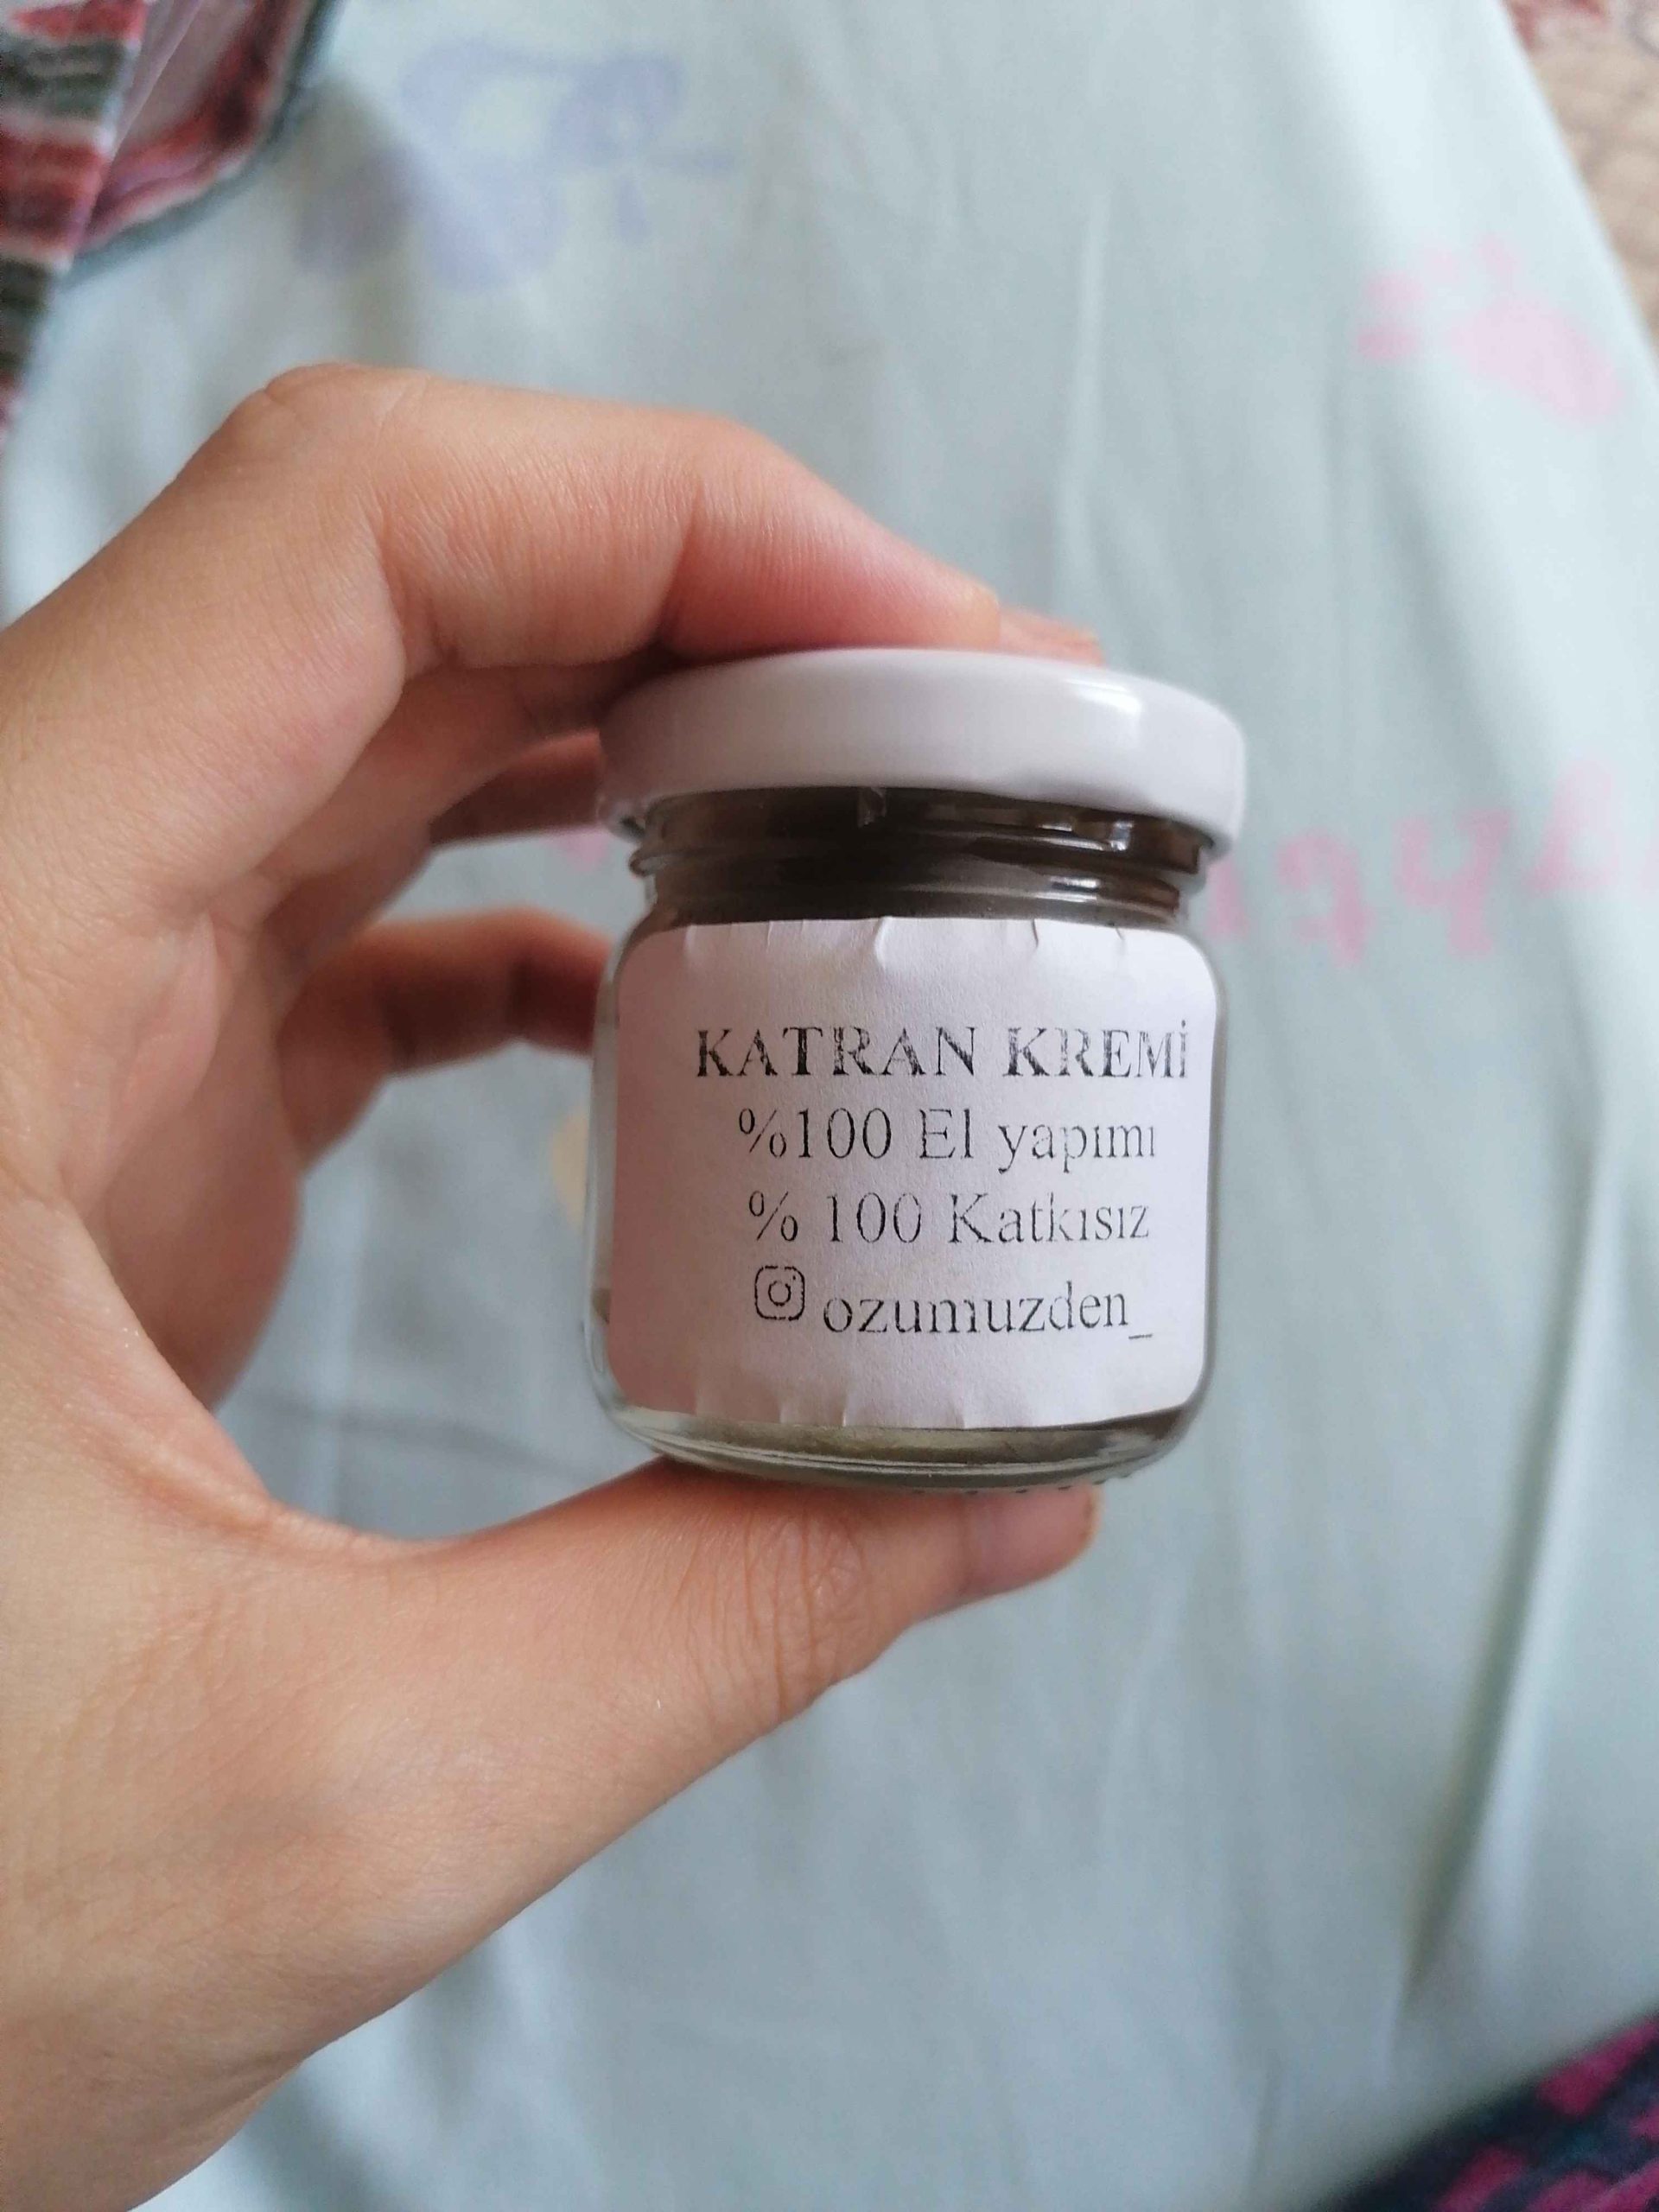 KATRAN KREMİ
%100 El yapımı
% 100 Katkısız
ozumuzden_